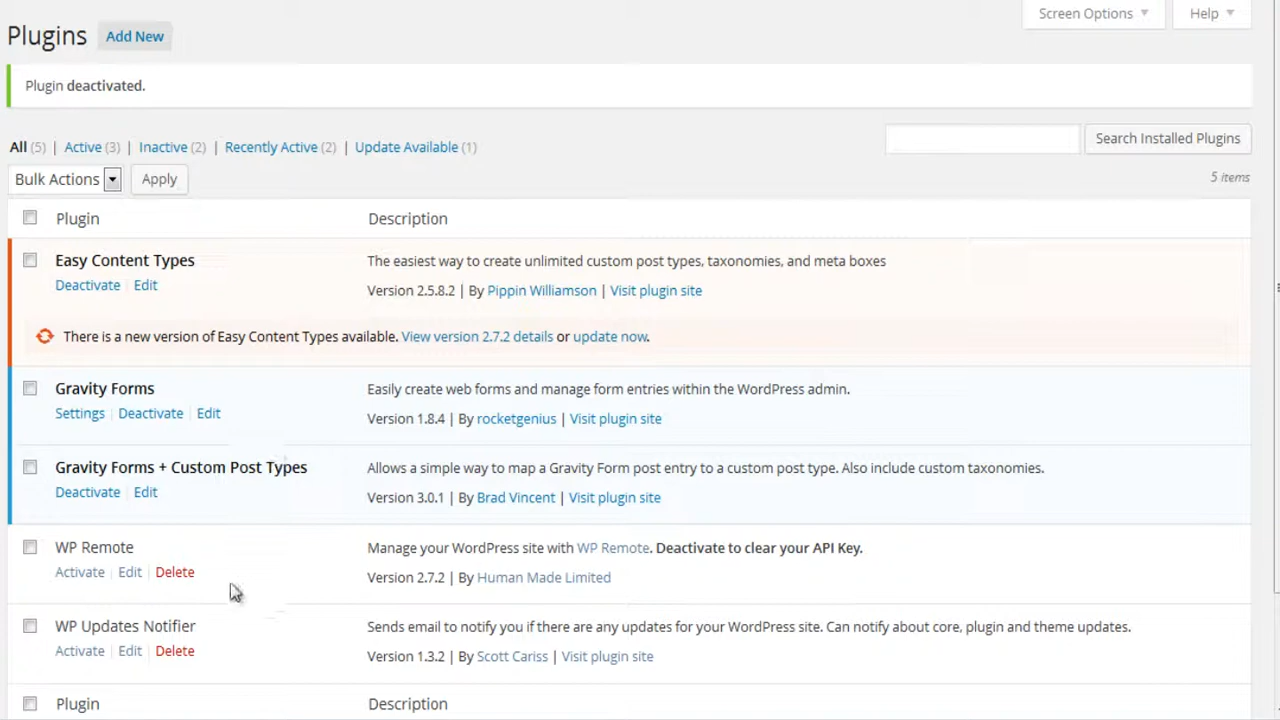 Screen Options Help
Plugins Add New
Plugin deactivated.
All (5) | Active (3) | Inactive (2) | Recently Active (2) | Update Available (1)
Search Installed Plugins
Bulk Actions Apply
5 items
Plugin Description
Easy Content Types The easiest way to create unlimited custom post types, taxonomies, and meta boxes
Deactivate | Edit Version 2.5.8.2 | By Pippin Williamson | Visit plugin site
There is a new version of Easy Content Types available. View version 2.7.2 details or update now.
Gravity Forms Easily create web forms and manage form entries within the WordPress admin.
Settings | Deactivate | Edit Version 1.8.4 | By rocketgenius | Visit plugin site
Gravity Forms + Custom Post Types Allows a simple way to map a Gravity Form post entry to a custom post type. Also include custom taxonomies.
Deactivate | Edit Version 3.0.1 | By Brad Vincent | Visit plugin site
WP Remote Manage your WordPress site with WP Remote. Deactivate to clear your API Key.
Activate | Edit | Delete Version 2.7.2 | By Human Made Limited
WP Updates Notifier Sends email to notify you if there are any updates for your WordPress site. Can notify about core, plugin and theme updates.
Activate | Edit | Delete Version 1.3.2 | By Scott Cariss | Visit plugin site
Plugin Description